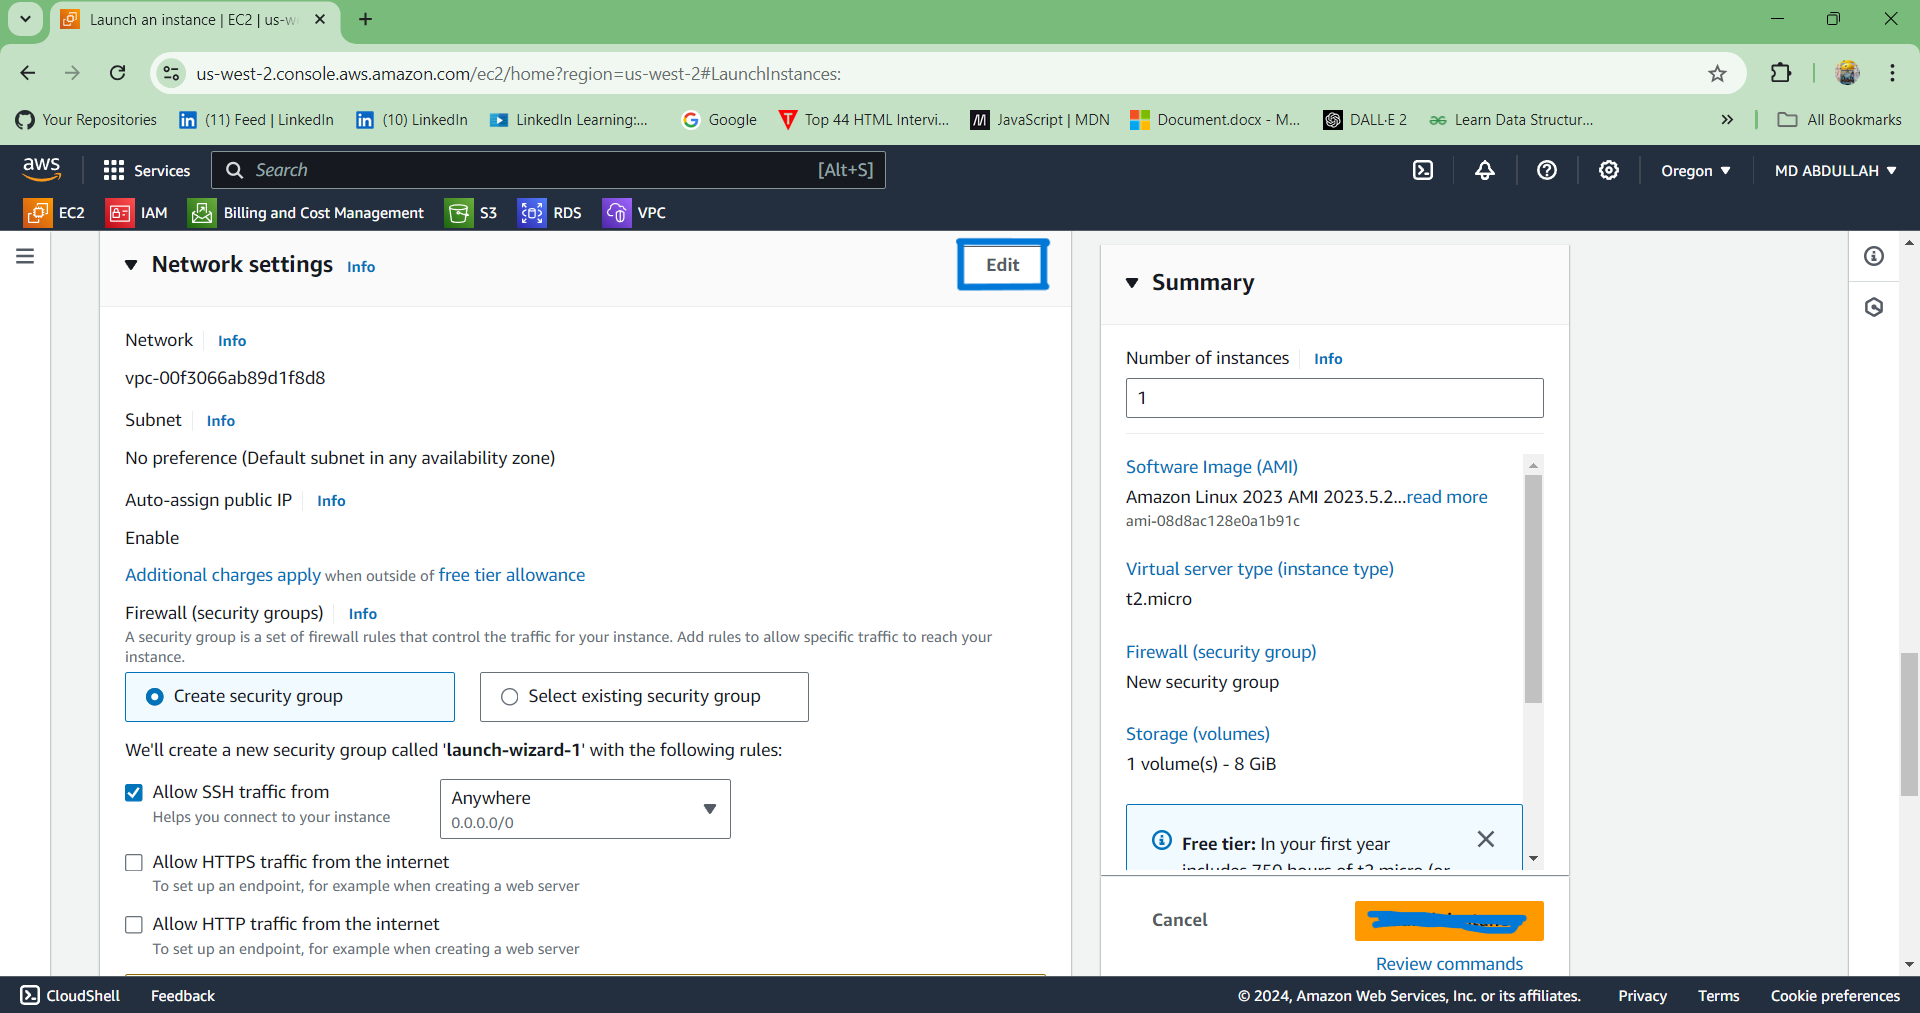 Launch an instance | EC2 | us-w
us-west-2.console.aws.amazon.com/ec2/home?region=us-west-2#LaunchInstances:
Your Repositories
(11) Feed | LinkedIn
(10) LinkedIn
LinkedIn Learning:...
Google
Top 44 HTML Intervi...
JavaScript | MDN
Document.docx - M...
DALL·E 2
Learn Data Structur...
All Bookmarks
aws
Services
Search
[Alt+S]
Oregon
MD ABDULLAH
EC2
IAM
Billing and Cost Management
S3
RDS
VPC
Network settings Info
Edit
Network Info
vpc-00f3066ab89d1f8d8
Subnet Info
No preference (Default subnet in any availability zone)
Auto-assign public IP Info
Enable
Additional charges apply when outside of free tier allowance
Firewall (security groups) Info
A security group is a set of firewall rules that control the traffic for your instance. Add rules to allow specific traffic to reach your
instance.
Create security group
Select existing security group
We'll create a new security group called 'launch-wizard-1' with the following rules:
Allow SSH traffic from
Helps you connect to your instance
Anywhere
0.0.0.0/0
Allow HTTPS traffic from the internet
To set up an endpoint, for example when creating a web server
Allow HTTP traffic from the internet
To set up an endpoint, for example when creating a web server
Summary
Number of instances Info
1
Software Image (AMI)
Amazon Linux 2023 AMI 2023.5.2...read more
ami-08d8ac128e0a1b91c
Virtual server type (instance type)
t2.micro
Firewall (security group)
New security group
Storage (volumes)
1 volume(s) - 8 GiB
Free tier: In your first year
includes 750 hours of t2.micro (or
Cancel
Review commands
CloudShell
Feedback
© 2024, Amazon Web Services, Inc. or its affiliates.
Privacy
Terms
Cookie preferences